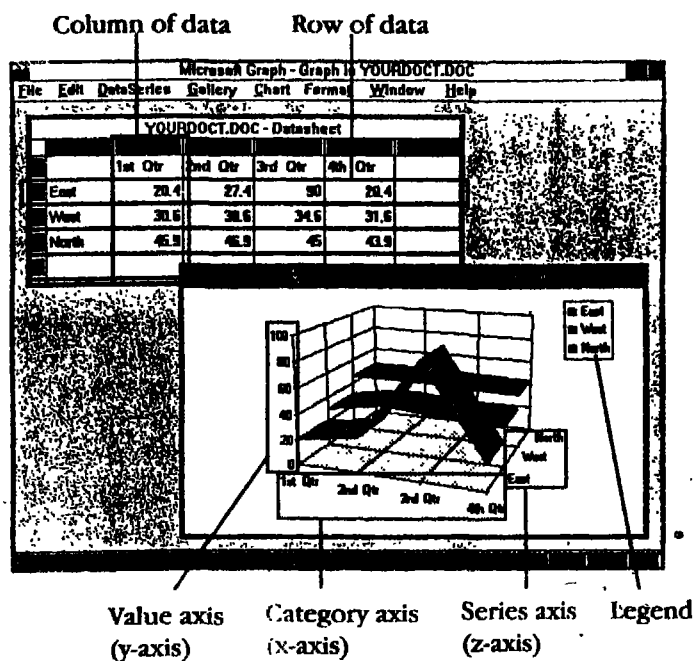 Column of data Row of data
Microsoft Graph - Graph in YOURDOCT.DOC
File Edit DataSeries Gallery Chart Format Window Help
YOURDOCT.DOC - Datasheet
1st Qtr 2nd Qtr 3rd Qtr 4th Qtr
East 20.4 27.4 90 20.4
West 30.6 38.6 34.6 31.6
North 45.9 46.9 45 43.9
East
West
North
100
80
60
40
20
0
North
West
East
1st Qtr
2nd Qtr
2nd Qtr
4th Qtr
Value axis Category axis Series axis Legend
(y-axis) (x-axis) (z-axis)